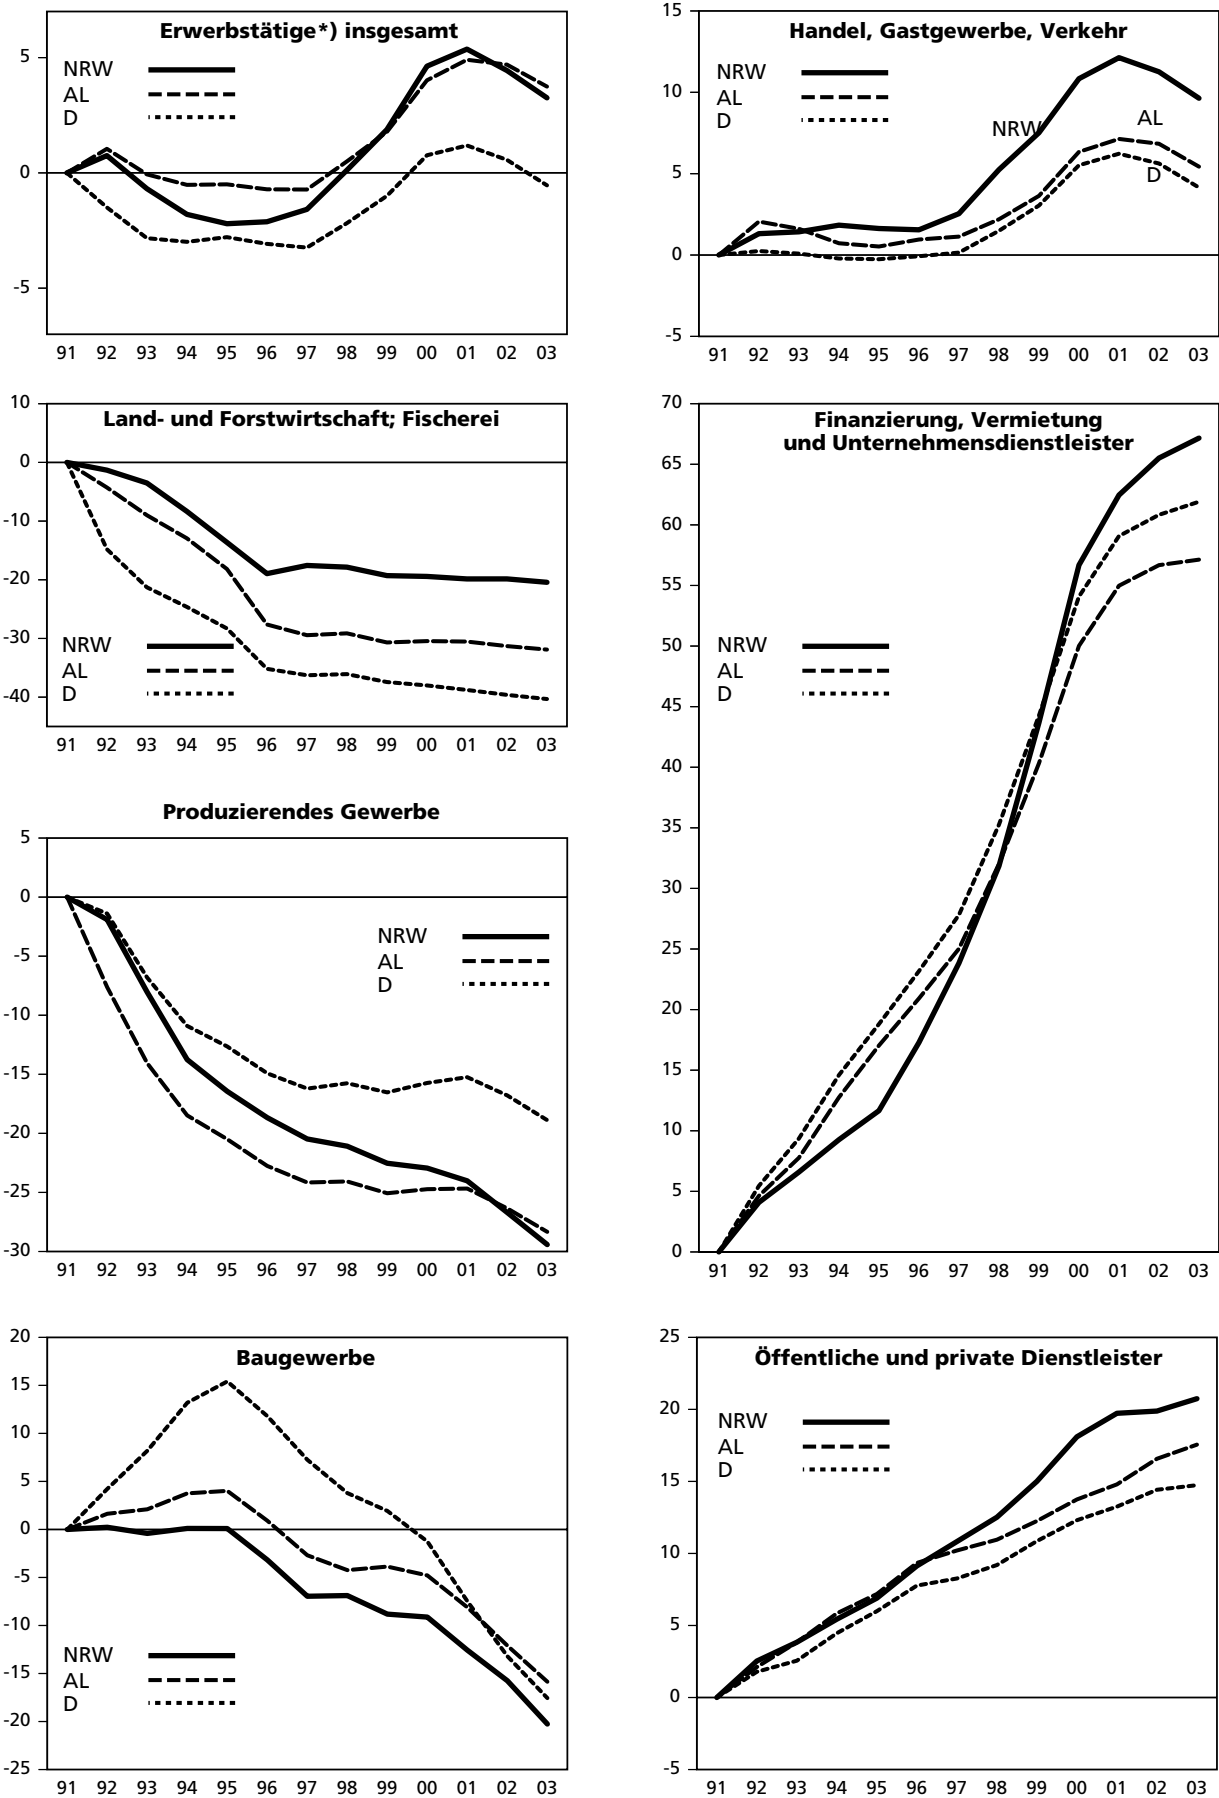 Erwerbstätige*) insgesamt
NRW
AL
D
5
0
-5
91 92 93 94 95 96 97 98 99 00 01 02 03
Handel, Gastgewerbe, Verkehr
NRW
AL
D
NRW
AL
D
15
10
5
0
-5
91 92 93 94 95 96 97 98 99 00 01 02 03
Land- und Forstwirtschaft; Fischerei
10
0
-10
-20
-30
-40
NRW
AL
D
91 92 93 94 95 96 97 98 99 00 01 02 03
Finanzierung, Vermietung
und Unternehmensdienstleister
NRW
AL
D
70
65
60
55
50
45
40
35
30
25
20
15
10
5
0
91 92 93 94 95 96 97 98 99 00 01 02 03
Produzierendes Gewerbe
NRW
AL
D
5
0
-5
-10
-15
-20
-25
-30
91 92 93 94 95 96 97 98 99 00 01 02 03
Baugewerbe
20
15
10
5
0
-5
-10
-15
-20
-25
NRW
AL
D
91 92 93 94 95 96 97 98 99 00 01 02 03
Öffentliche und private Dienstleister
NRW
AL
D
25
20
15
10
5
0
-5
91 92 93 94 95 96 97 98 99 00 01 02 03